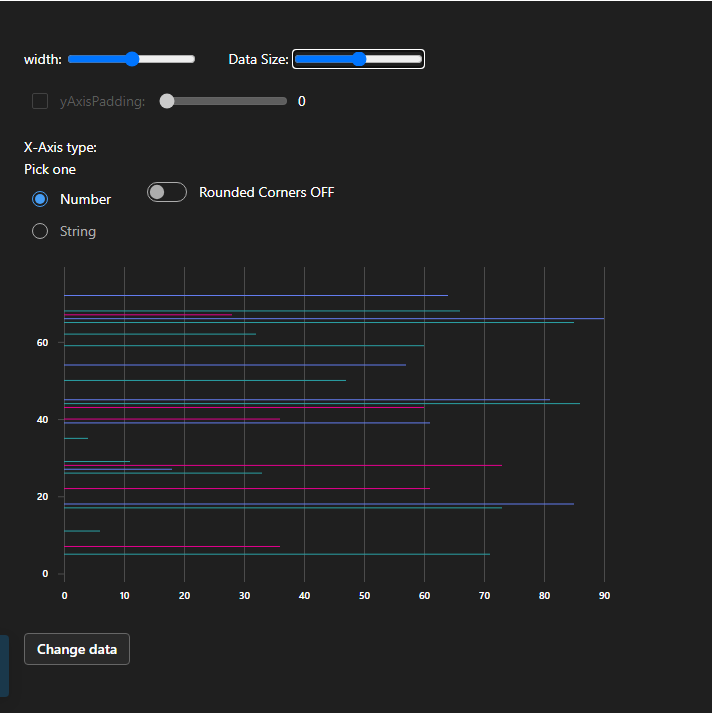 width: Data Size:
yAxisPadding: 0
X-Axis type:
Pick one
Number
Rounded Corners OFF
String
60
40
20
0
0 10 20 30 40 50 60 70 80 90
Change data